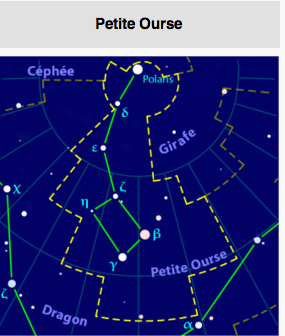 Petite Ourse
Céphée
Polaris
δ
Girafe
ε
χ
ζ
η
β
γ
Petite Ourse
ζ
Dragon
α